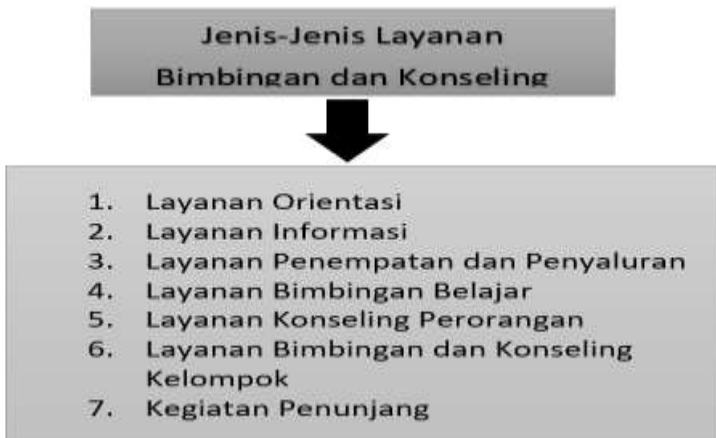 Jenis-Jenis Layanan
Bimbingan dan Konseling
1. Layanan Orientasi
2. Layanan Informasi
3. Layanan Penempatan dan Penyaluran
4. Layanan Bimbingan Belajar
5. Layanan Konseling Perorangan
6. Layanan Bimbingan dan Konseling
Kelompok
7. Kegiatan Penunjang